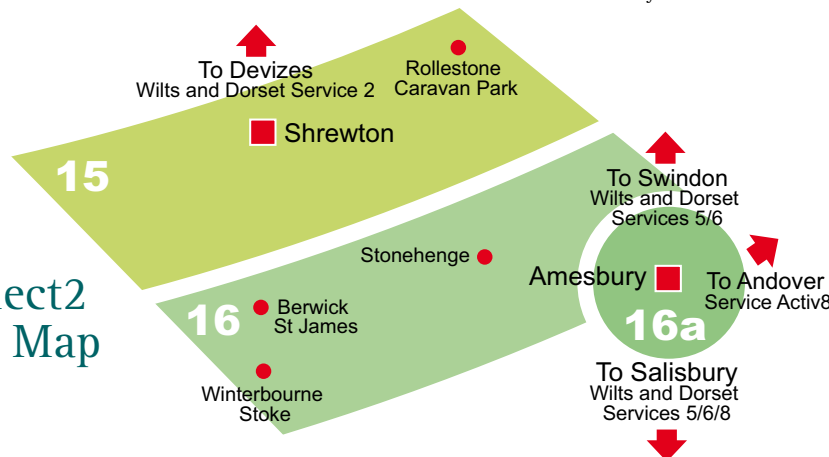 To Devizes
Wilts and Dorset Service 2
Rollestone
Caravan Park
Shrewton
15
To Swindon
Wilts and Dorset
Services 5/6
Stonehenge
Amesbury
To Andover
Service Activ8
16a
Berwick
St James
16
Map
Winterbourne
Stoke
To Salisbury
Wilts and Dorset
Services 5/6/8